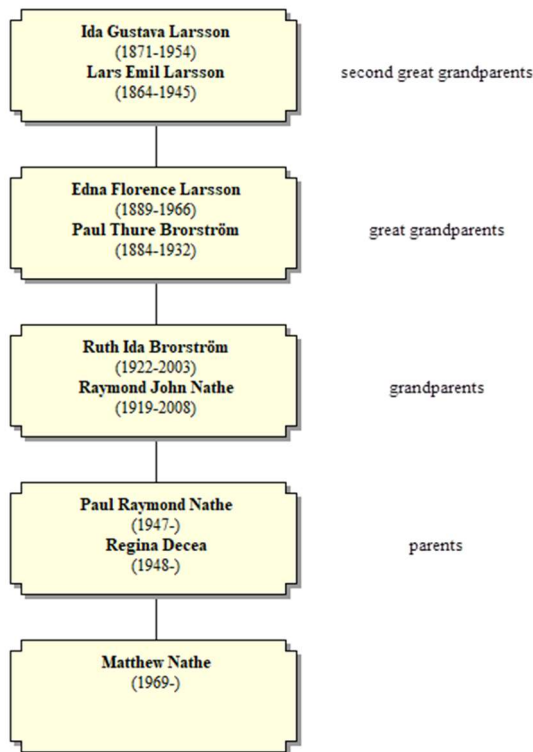 Ida Gustava Larsson
(1871-1954)
Lars Emil Larsson
(1864-1945)
second great grandparents
Edna Florence Larsson
(1889-1966)
Paul Thure Brorström
(1884-1932)
great grandparents
Ruth Ida Brorström
(1922-2003)
Raymond John Nathe
(1919-2008)
grandparents
Paul Raymond Nathe
(1947-)
Regina Decea
(1948-)
parents
Matthew Nathe
(1969-)